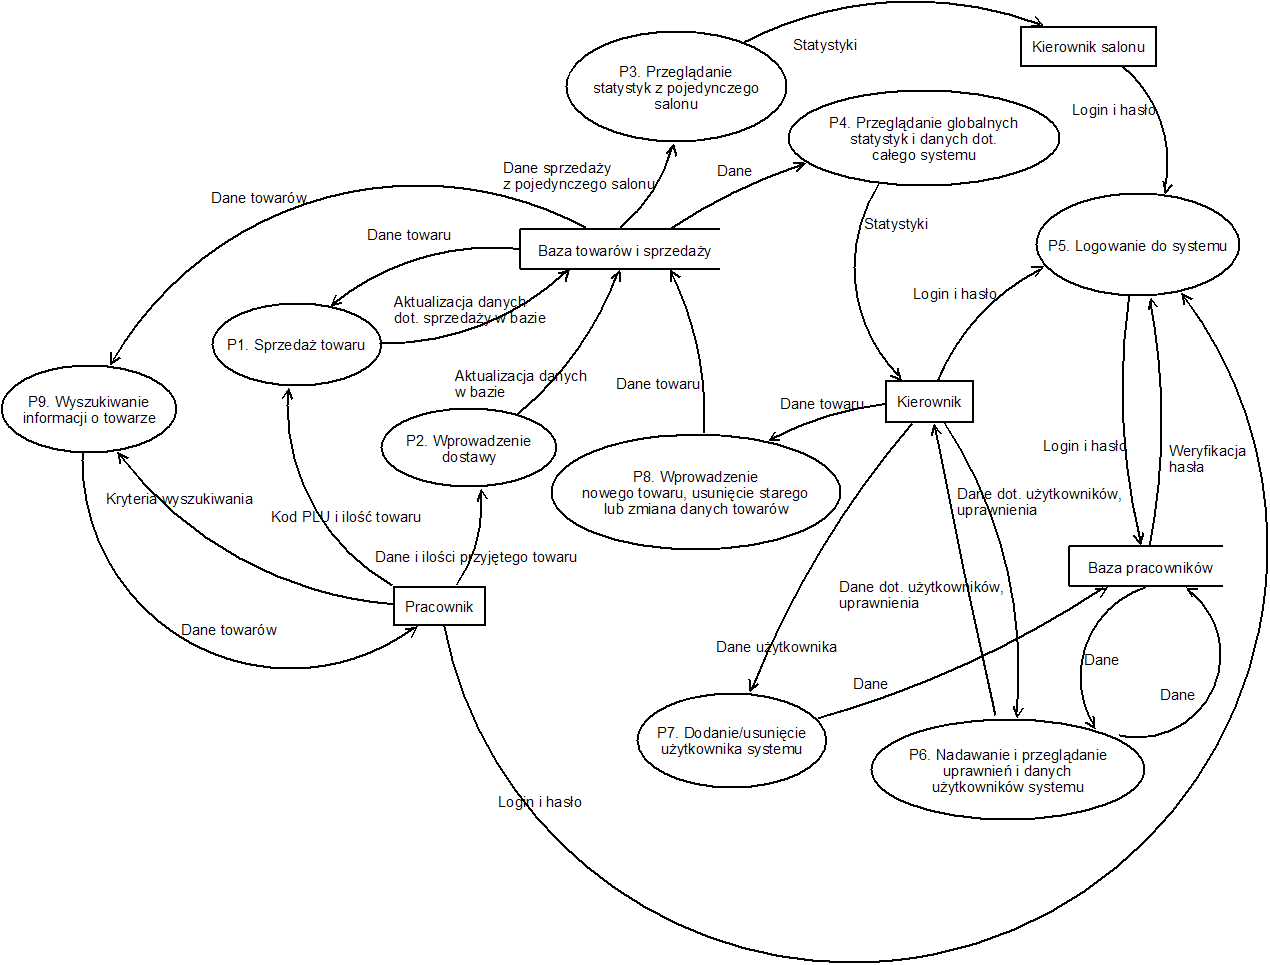 Statystyki
Kierownik salonu
P3. Przeglądanie
statystyk z pojedynczego
salonu
Login i hasło
P4. Przeglądanie globalnych
statystyk i danych dot.
całego systemu
Dane sprzedaży
z pojedynczego salonu
Dane
Dane towarów
Statystyki
Dane towaru
Baza towarów i sprzedaży
P5. Logowanie do systemu
Login i hasło
Aktualizacja danych
dot. sprzedaży w bazie
P1. Sprzedaż towaru
Aktualizacja danych
w bazie
Dane towaru
Dane towaru
Kierownik
P9. Wyszukiwanie
informacji o towarze
P2. Wprowadzenie
dostawy
Login i hasło
Weryfikacja
hasła
P8. Wprowadzenie
nowego towaru, usunięcie starego
lub zmiana danych towarów
Kryteria wyszukiwania
Kod PLU i ilość towaru
Dane dot. użytkowników,
uprawnienia
Dane i ilości przyjętego towaru
Baza pracowników
Dane dot. użytkowników,
uprawnienia
Pracownik
Dane towarów
Dane użytkownika
Dane
Dane
Dane
P7. Dodanie/usunięcie
użytkownika systemu
P6. Nadawanie i przeglądanie
uprawnień i danych
użytkowników systemu
Login i hasło